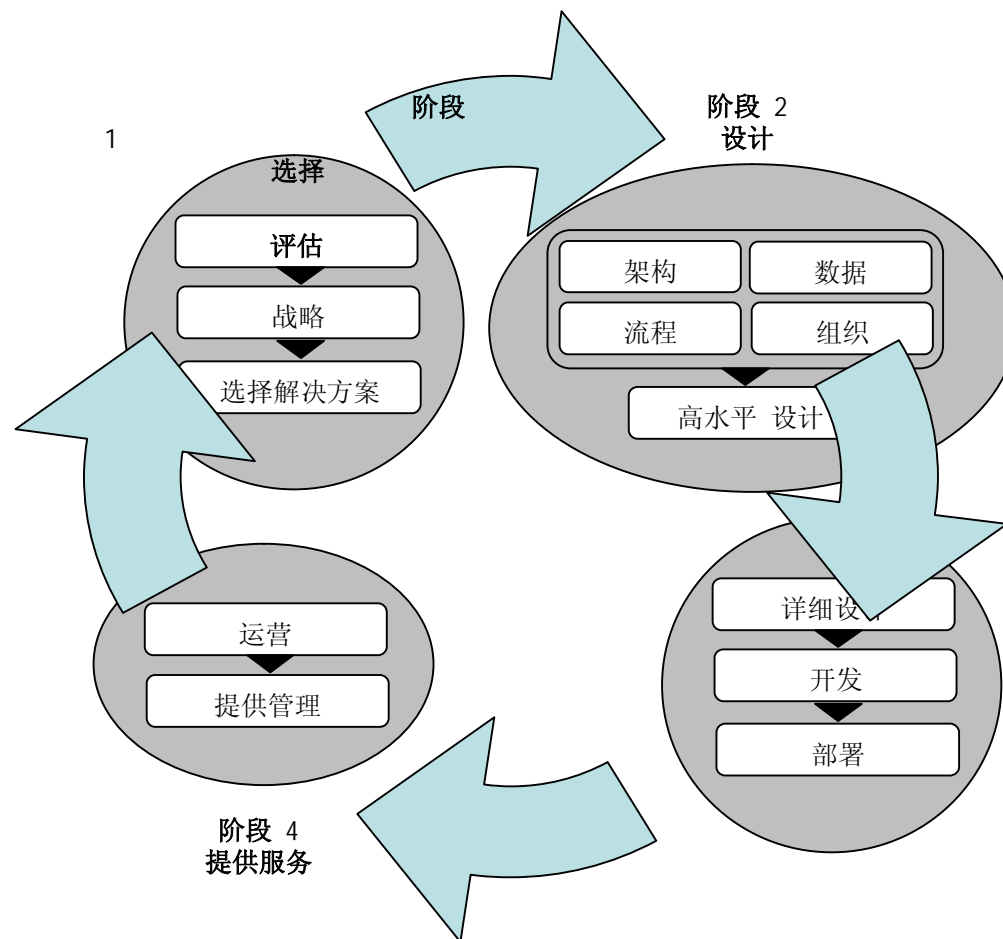 阶段
1
选择
评估
战略
选择解决方案
阶段 2
设计
架构
数据
流程
组织
高水平 设计
详细设计
开发
部署
运营
提供管理
阶段 4
提供服务